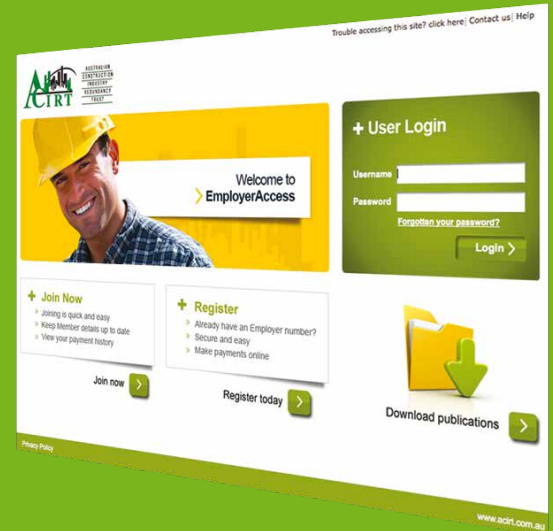 Trouble accessing this site? click here| Contact us| Help
ACIRT
AUSTRALIAN
CONSTRUCTION
INDUSTRY
REDUNDANCY
TRUST
Welcome to
EmployerAccess
+ User Login
Username
Password
Forgotten your password?
Login >
+ Join Now
» Joining is quick and easy
» Keep Member details up to date
» View your payment history
Join now >
+ Register
» Already have an Employer number?
» Secure and easy
» Make payments online
Register today >
Download publications >
Privacy Policy
www.acirt.com.au